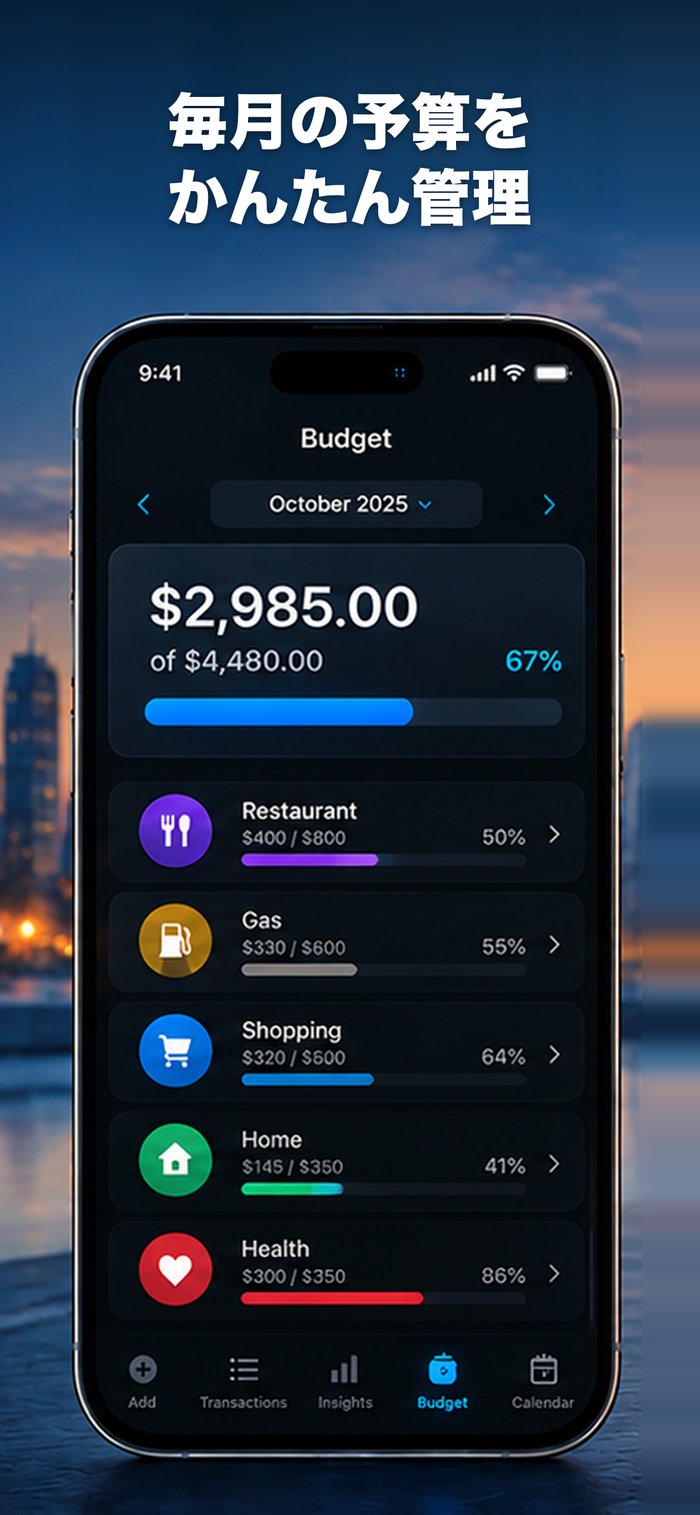 毎月の予算を
かんたん管理
9:41
Budget
October 2025
$2,985.00
of $4,480.00
67%
Restaurant
$400 / $800
50%
Gas
$330 / $600
55%
Shopping
$320 / $600
64%
Home
$145 / $350
41%
Health
$300 / $350
86%
Add
Transactions
Insights
Budget
Calendar